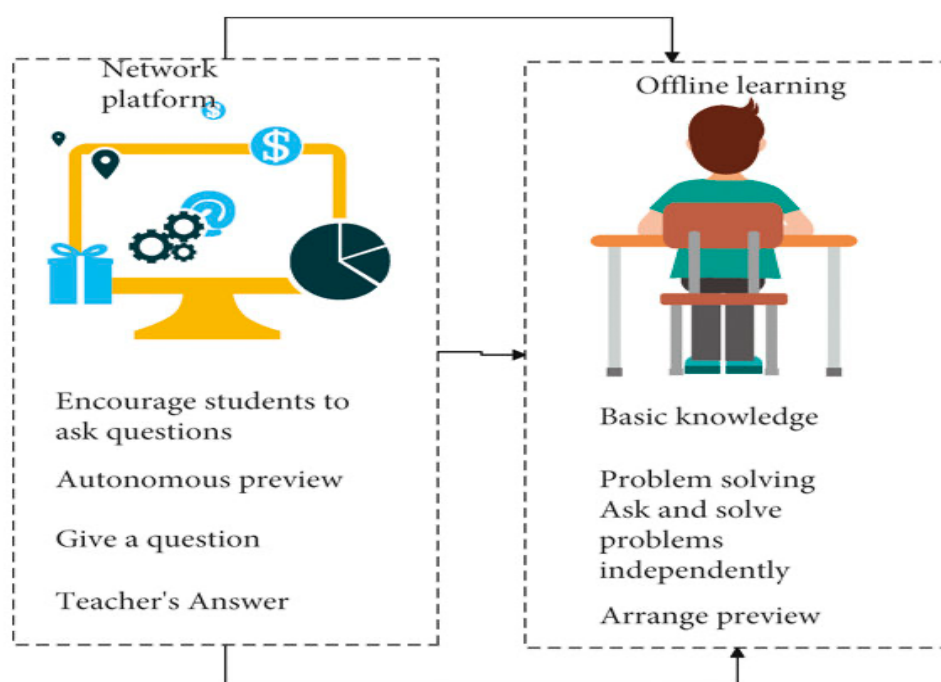 Network
platform
$
$
Encourage students to
ask questions
Autonomous preview
Give a question
Teacher's Answer
Offline learning
Basic knowledge
Problem solving
Ask and solve
problems
independently
Arrange preview